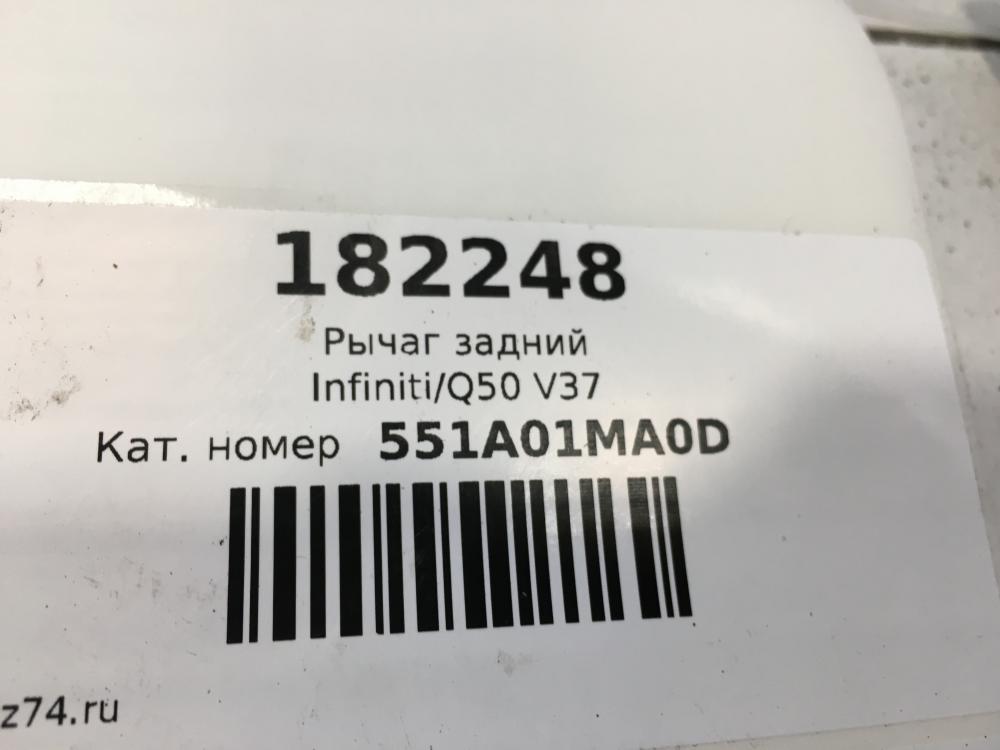 182248
Рычаг задний
Infiniti/Q50 V37
Кат. номер 551A01MA0D
z74.ru